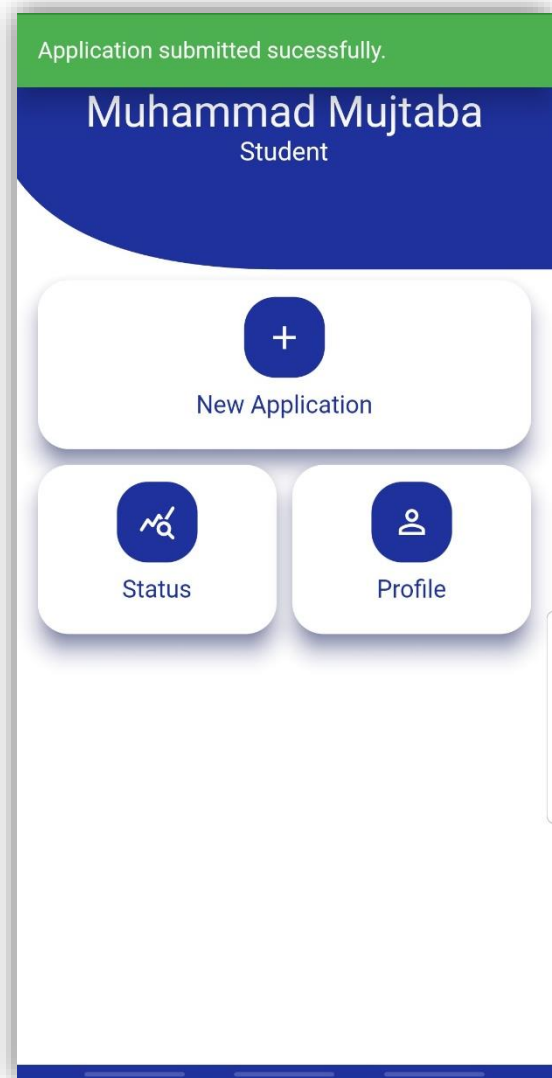 Application submitted sucessfully.
Muhammad Mujtaba
Student
New Application
Status
Profile